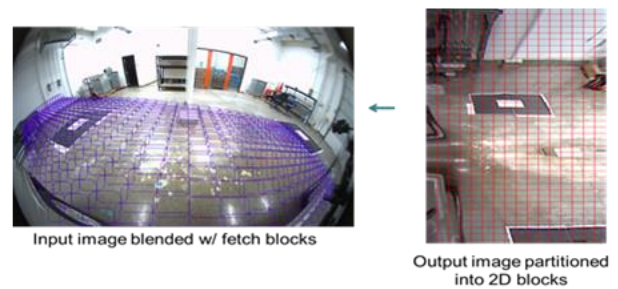 Input image blended w/ fetch blocks
Output image partitioned
into 2D blocks